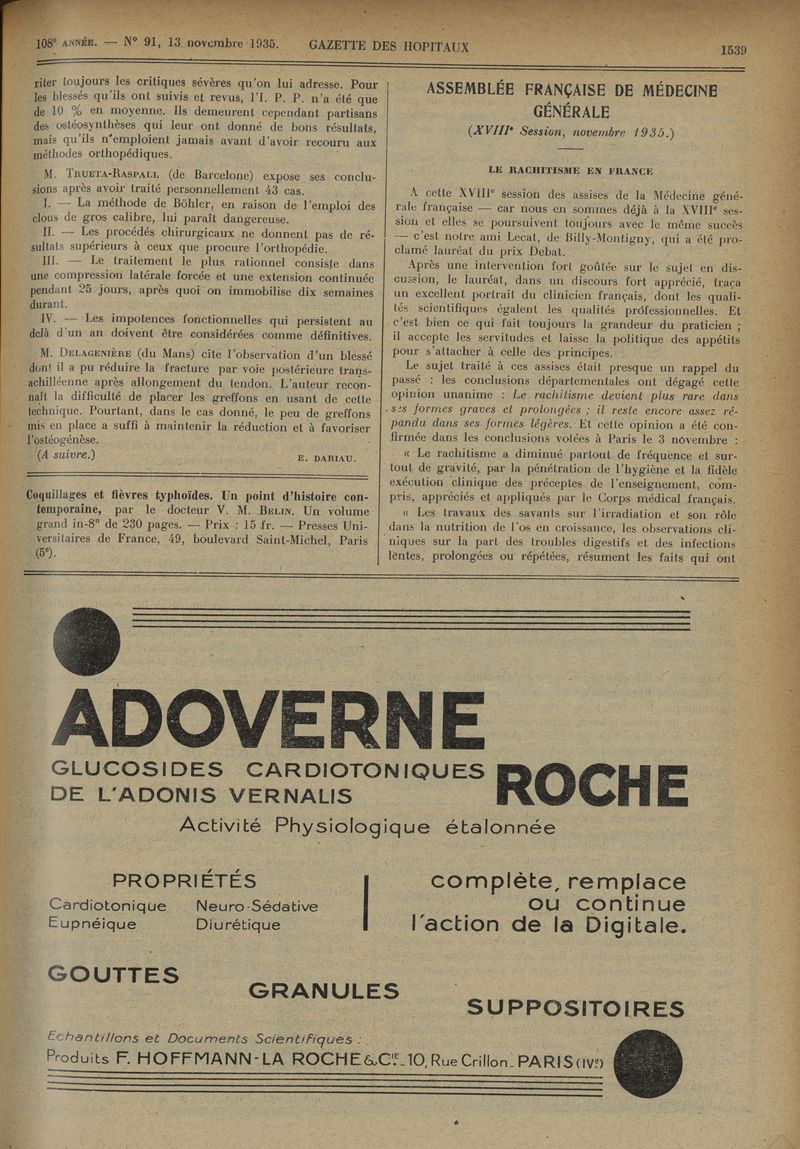 108e ANNÉE. — N° 91, 13 novembre 1935. GAZETTE DES HOPITAUX 1539
riter toujours les critiques sévères qu'on lui adresse. Pour
les blessés qu'ils ont suivis et revus, l'I. P. P. n'a été que
de 10 % en moyenne. Ils demeurent cependant partisans
des ostéosynthèses qui leur ont donné de bons résultats,
mais qu'ils n'emploient jamais avant d'avoir recouru aux
méthodes orthopédiques.
M. TRUETA-RASPALL (de Barcelone) expose ses conclu-
sions après avoir traité personnellement 43 cas.
I. — La méthode de Böhler, en raison de l'emploi des
clous de gros calibre, lui paraît dangereuse.
II. — Les procédés chirurgicaux ne donnent pas de ré-
sultats supérieurs à ceux que procure l'orthopédie.
III. — Le traitement le plus rationnel consiste dans
une compression latérale forcée et une extension continuée
pendant 25 jours, après quoi on immobilise dix semaines
durant.
IV. — Les impotences fonctionnelles qui persistent au
delà d'un an doivent être considérées comme définitives.
M. DELAGENIÈRE (du Mans) cite l'observation d'un blessé
dont il a pu réduire la fracture par voie postérieure trans-
achilléenne après allongement du tendon. L'auteur recon-
naît la difficulté de placer les greffons en usant de cette
technique. Pourtant, dans le cas donné, le peu de greffons
mis en place a suffi à maintenir la réduction et à favoriser
l'ostéogénèse.
(A suivre.) E. DARIAU.
Coquillages et fièvres typhoïdes. Un point d'histoire con-
temporaine, par le docteur V. M. BELIN. Un volume
grand in-8° de 230 pages. — Prix : 15 fr. — Presses Uni-
versitaires de France, 49, boulevard Saint-Michel, Paris
(5e).
ASSEMBLÉE FRANÇAISE DE MÉDECINE
GÉNÉRALE
(XVIIIe Session, novembre 1935.)
LE RACHITISME EN FRANCE
A cette XVIIIe session des assises de la Médecine géné-
rale française — car nous en sommes déjà à la XVIIIe ses-
sion et elles se poursuivent toujours avec le même succès
— c'est notre ami Lecat, de Billy-Montigny, qui a été pro-
clamé lauréat du prix Debat.
Après une intervention fort goûtée sur le sujet en dis-
cussion, le lauréat, dans un discours fort apprécié, traça
un excellent portrait du clinicien français, dont les quali-
tés scientifiques égalent les qualités professionnelles. Et
c'est bien ce qui fait toujours la grandeur du praticien ;
il accepte les servitudes et laisse la politique des appétits
pour s'attacher à celle des principes.
Le sujet traité à ces assises était presque un rappel du
passé : les conclusions départementales ont dégagé cette
opinion unanime : Le rachitisme devient plus rare dans
ses formes graves et prolongées ; il reste encore assez ré-
pandu dans ses formes légères. Et cette opinion a été con-
firmée dans les conclusions votées à Paris le 3 novembre :
« Le rachitisme a diminué partout de fréquence et sur-
tout de gravité, par la pénétration de l'hygiène et la fidèle
exécution clinique des préceptes de l'enseignement, com-
pris, appréciés et appliqués par le Corps médical français.
« Les travaux des savants sur l'irradiation et son rôle
dans la nutrition de l'os en croissance, les observations cli-
niques sur la part des troubles digestifs et des infections
lentes, prolongées ou répétées, résument les faits qui ont
ADOVERNE
GLUCOSIDES CARDIOTONIQUES
DE L'ADONIS VERNALIS
ROCHE
Activité Physiologique étalonnée
PROPRIÉTÉS
Cardiotonique Neuro-Sédative
Eupnéique Diurétique
complète, remplace
ou continue
l'action de la Digitale.
GOUTTES
GRANULES
SUPPOSITOIRES
Echantillons et Documents Scientifiques :
Produits F. HOFFMANN-LA ROCHE & Cie_10, Rue Crillon_PARIS (IVe)